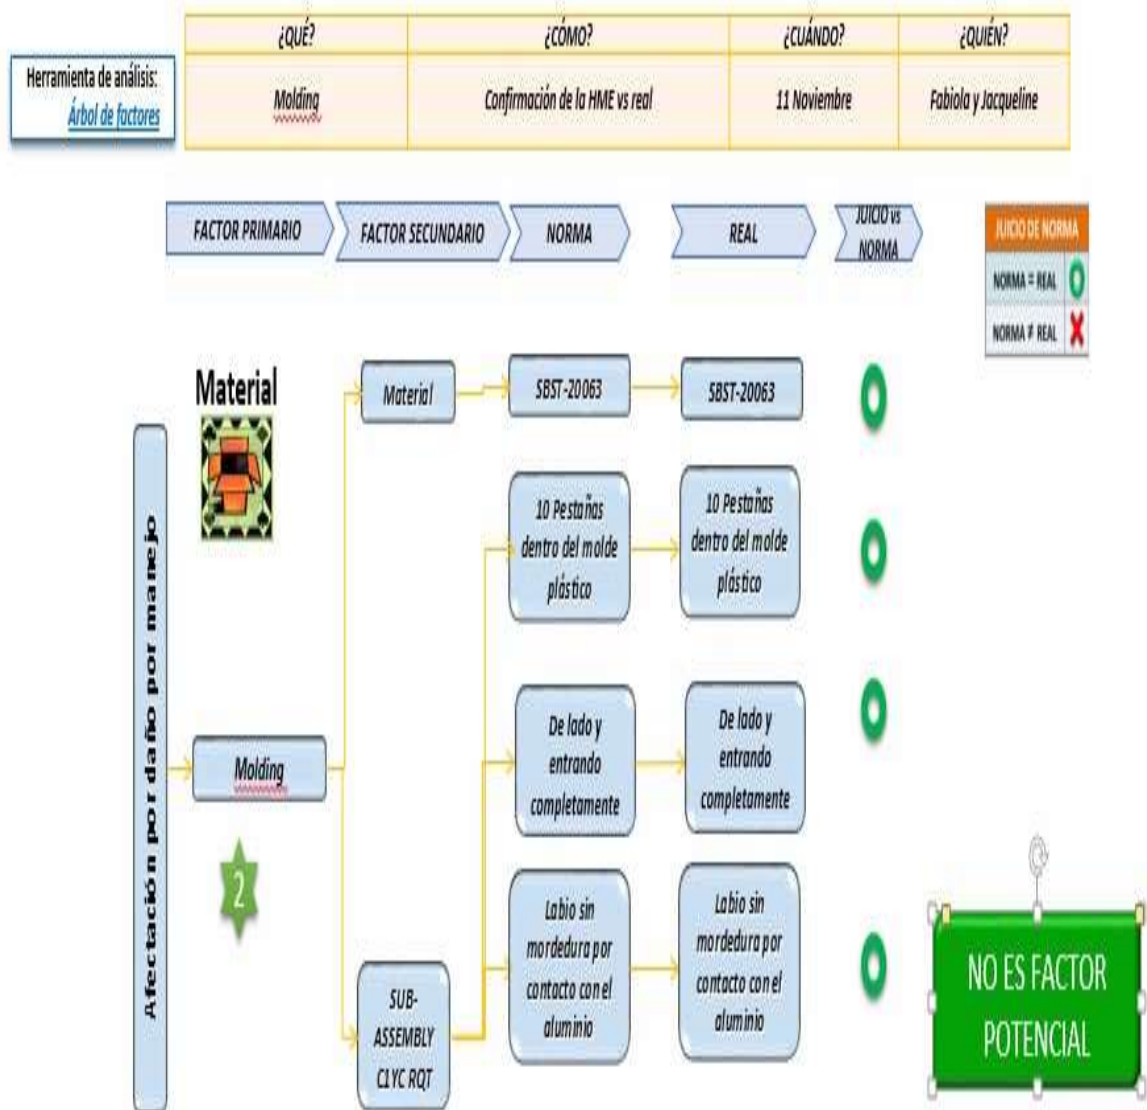 ¿QUÉ?
¿CÓMO?
¿CUÁNDO?
¿QUIÉN?
Herramienta de análisis:
Árbol de factores
Molding
Confirmación de la HME vs real
11 Noviembre
Fabiola y Jacqueline
FACTOR PRIMARIO
FACTOR SECUNDARIO
NORMA
REAL
JUICIO vs
NORMA
JUICIO DE NORMA
NORMA = REAL
NORMA ≠ REAL
Material
Material
SBST-20063
SBST-20063
10 Pestañas
dentro del molde
plástico
10 Pestañas
dentro del molde
plástico
Afectación por daño por manejo
Molding
2
De lado y
entrando
completamente
De lado y
entrando
completamente
SUB-
ASSEMBLY
C1YC RQT
Labio sin
mordedura por
contacto con el
aluminio
Labio sin
mordedura por
contacto con el
aluminio
NO ES FACTOR
POTENCIAL